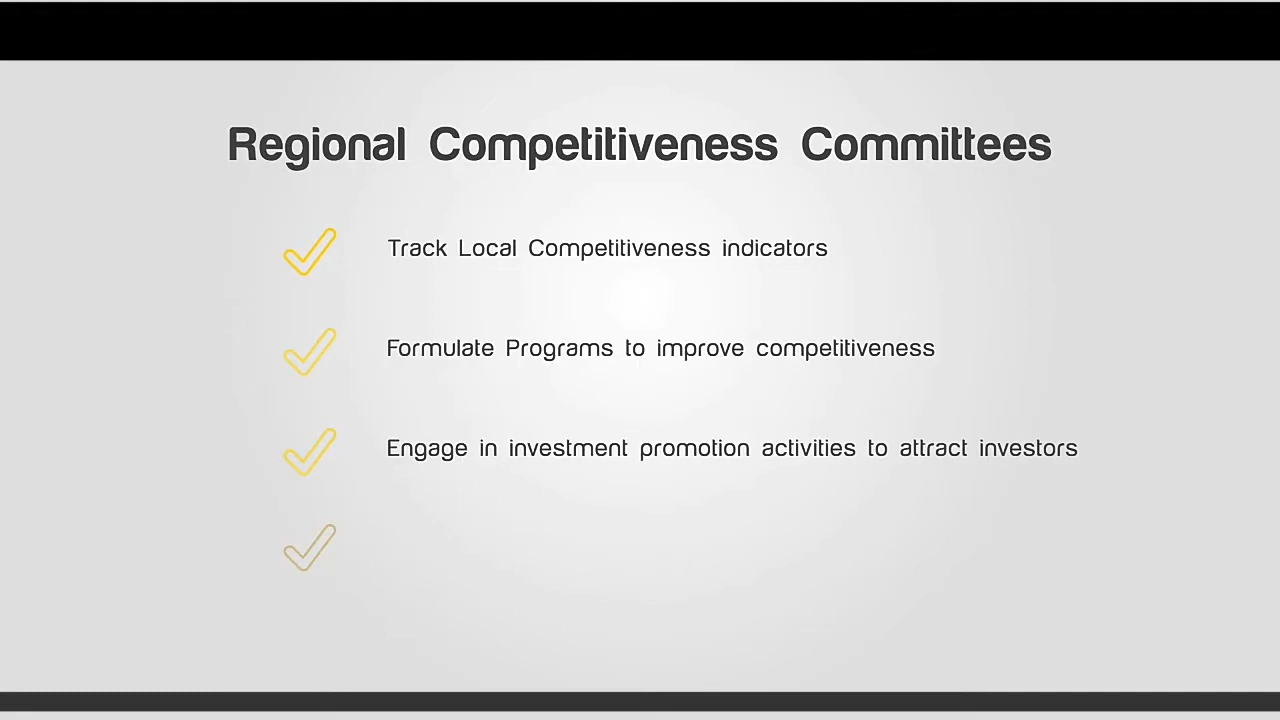 Regional Competitiveness Committees
Track Local Competitiveness indicators
Formulate Programs to improve competitiveness
Engage in investment promotion activities to attract investors